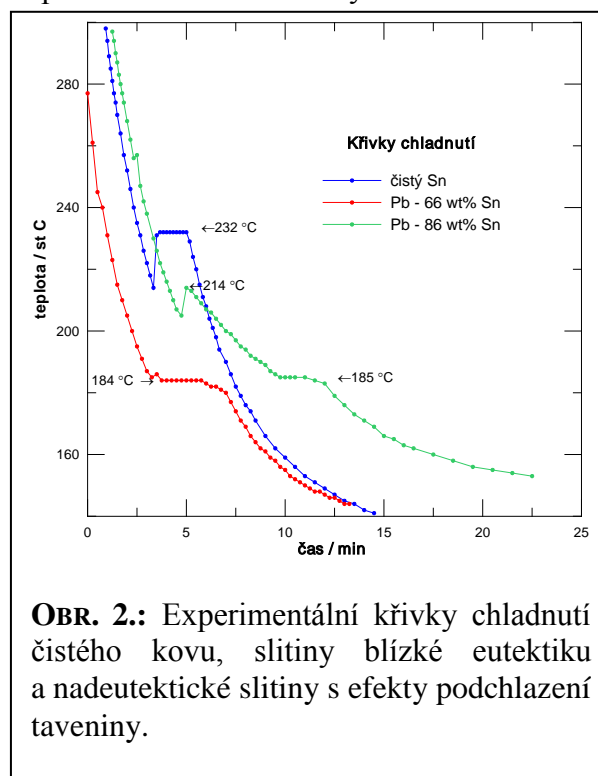 280
240
200
160
0
5
10
15
20
25
teplota / st C
čas / min
Křivky chladnutí
čistý Sn
Pb - 66 wt% Sn
Pb - 86 wt% Sn
←232 °C
←214 °C
184 °C →
←185 °C
OBR. 2.: Experimentální křivky chladnutí
čistého kovu, slitiny blízké eutektiku
a nadeutektické slitiny s efekty podchlazení
taveniny.